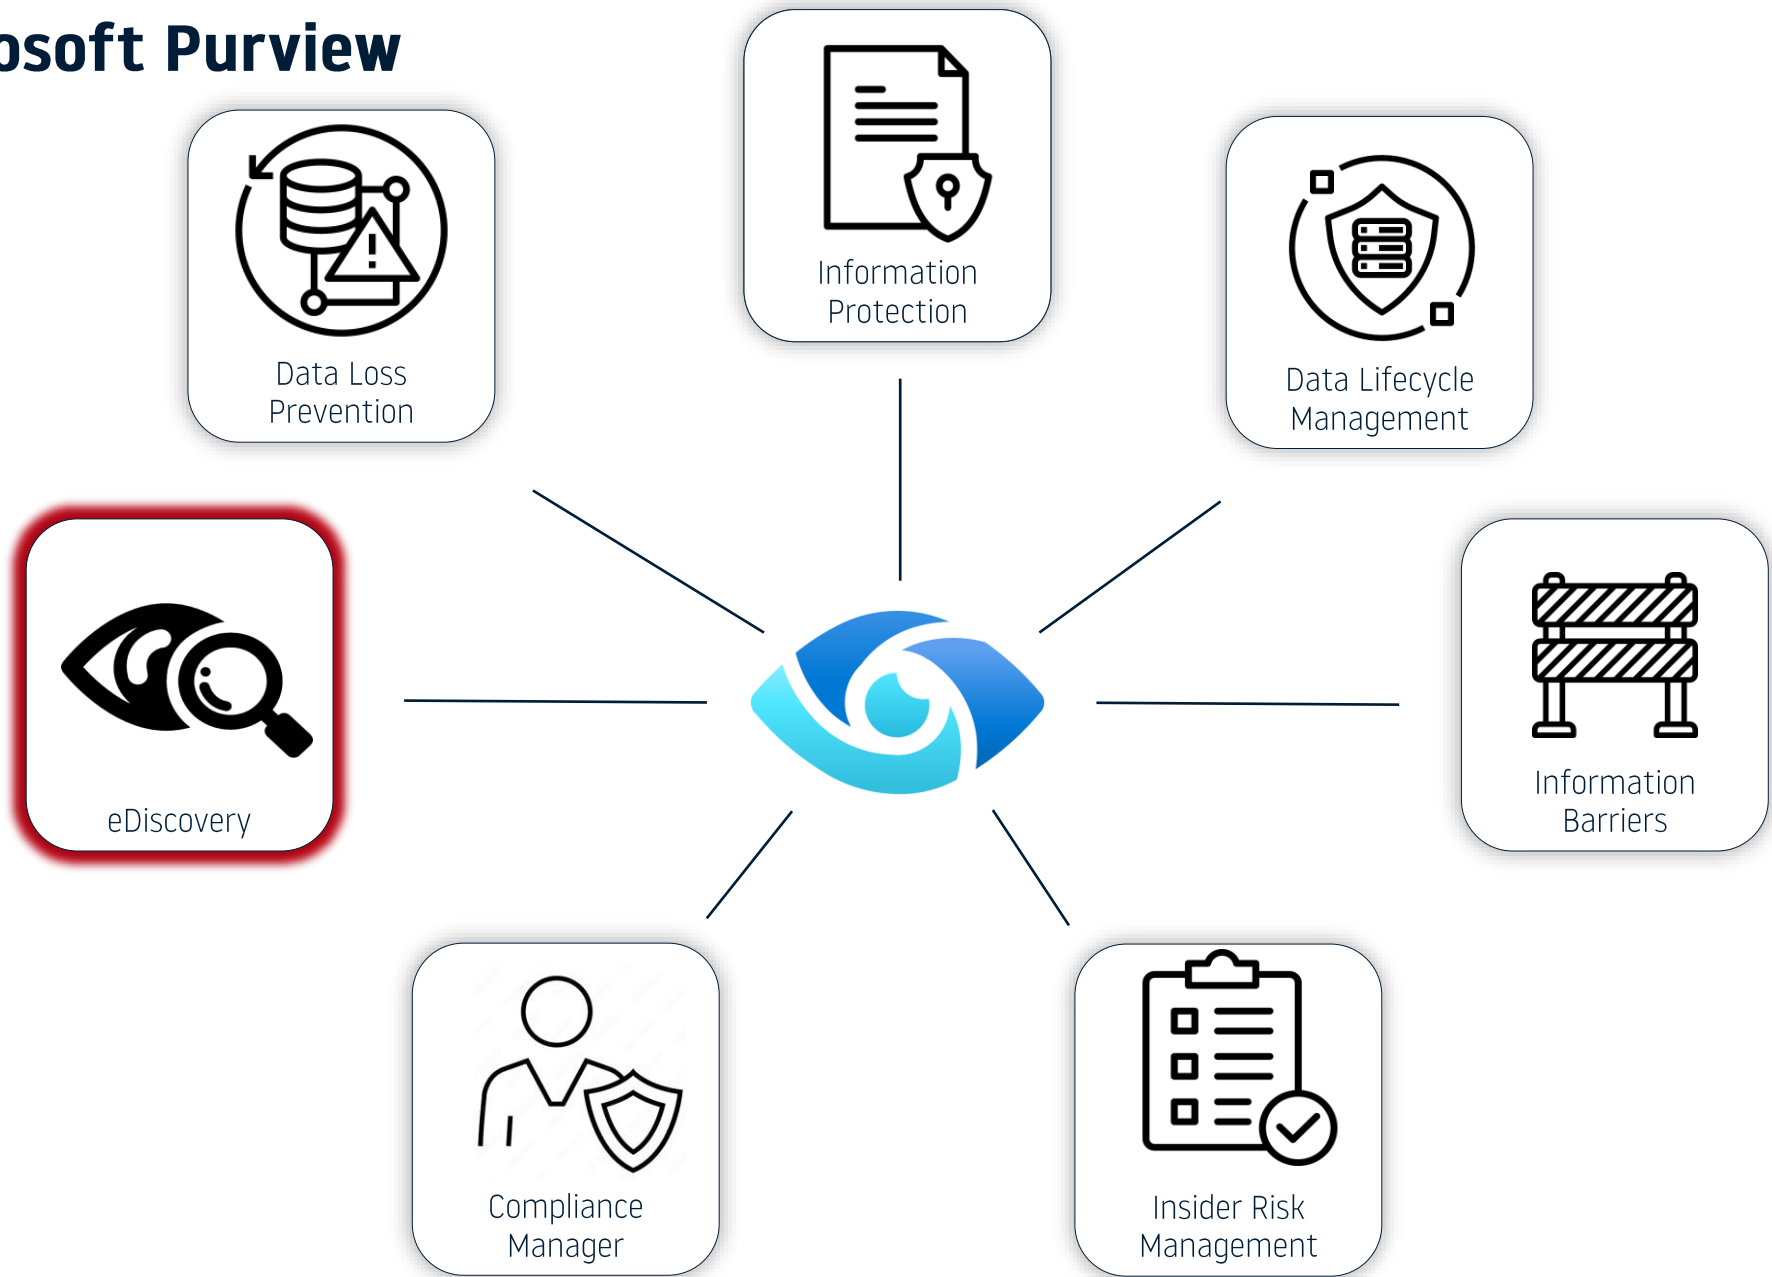 osoft Purview
Information
Protection
Data Loss
Prevention
Data Lifecycle
Management
eDiscovery
Information
Barriers
Compliance
Manager
Insider Risk
Management